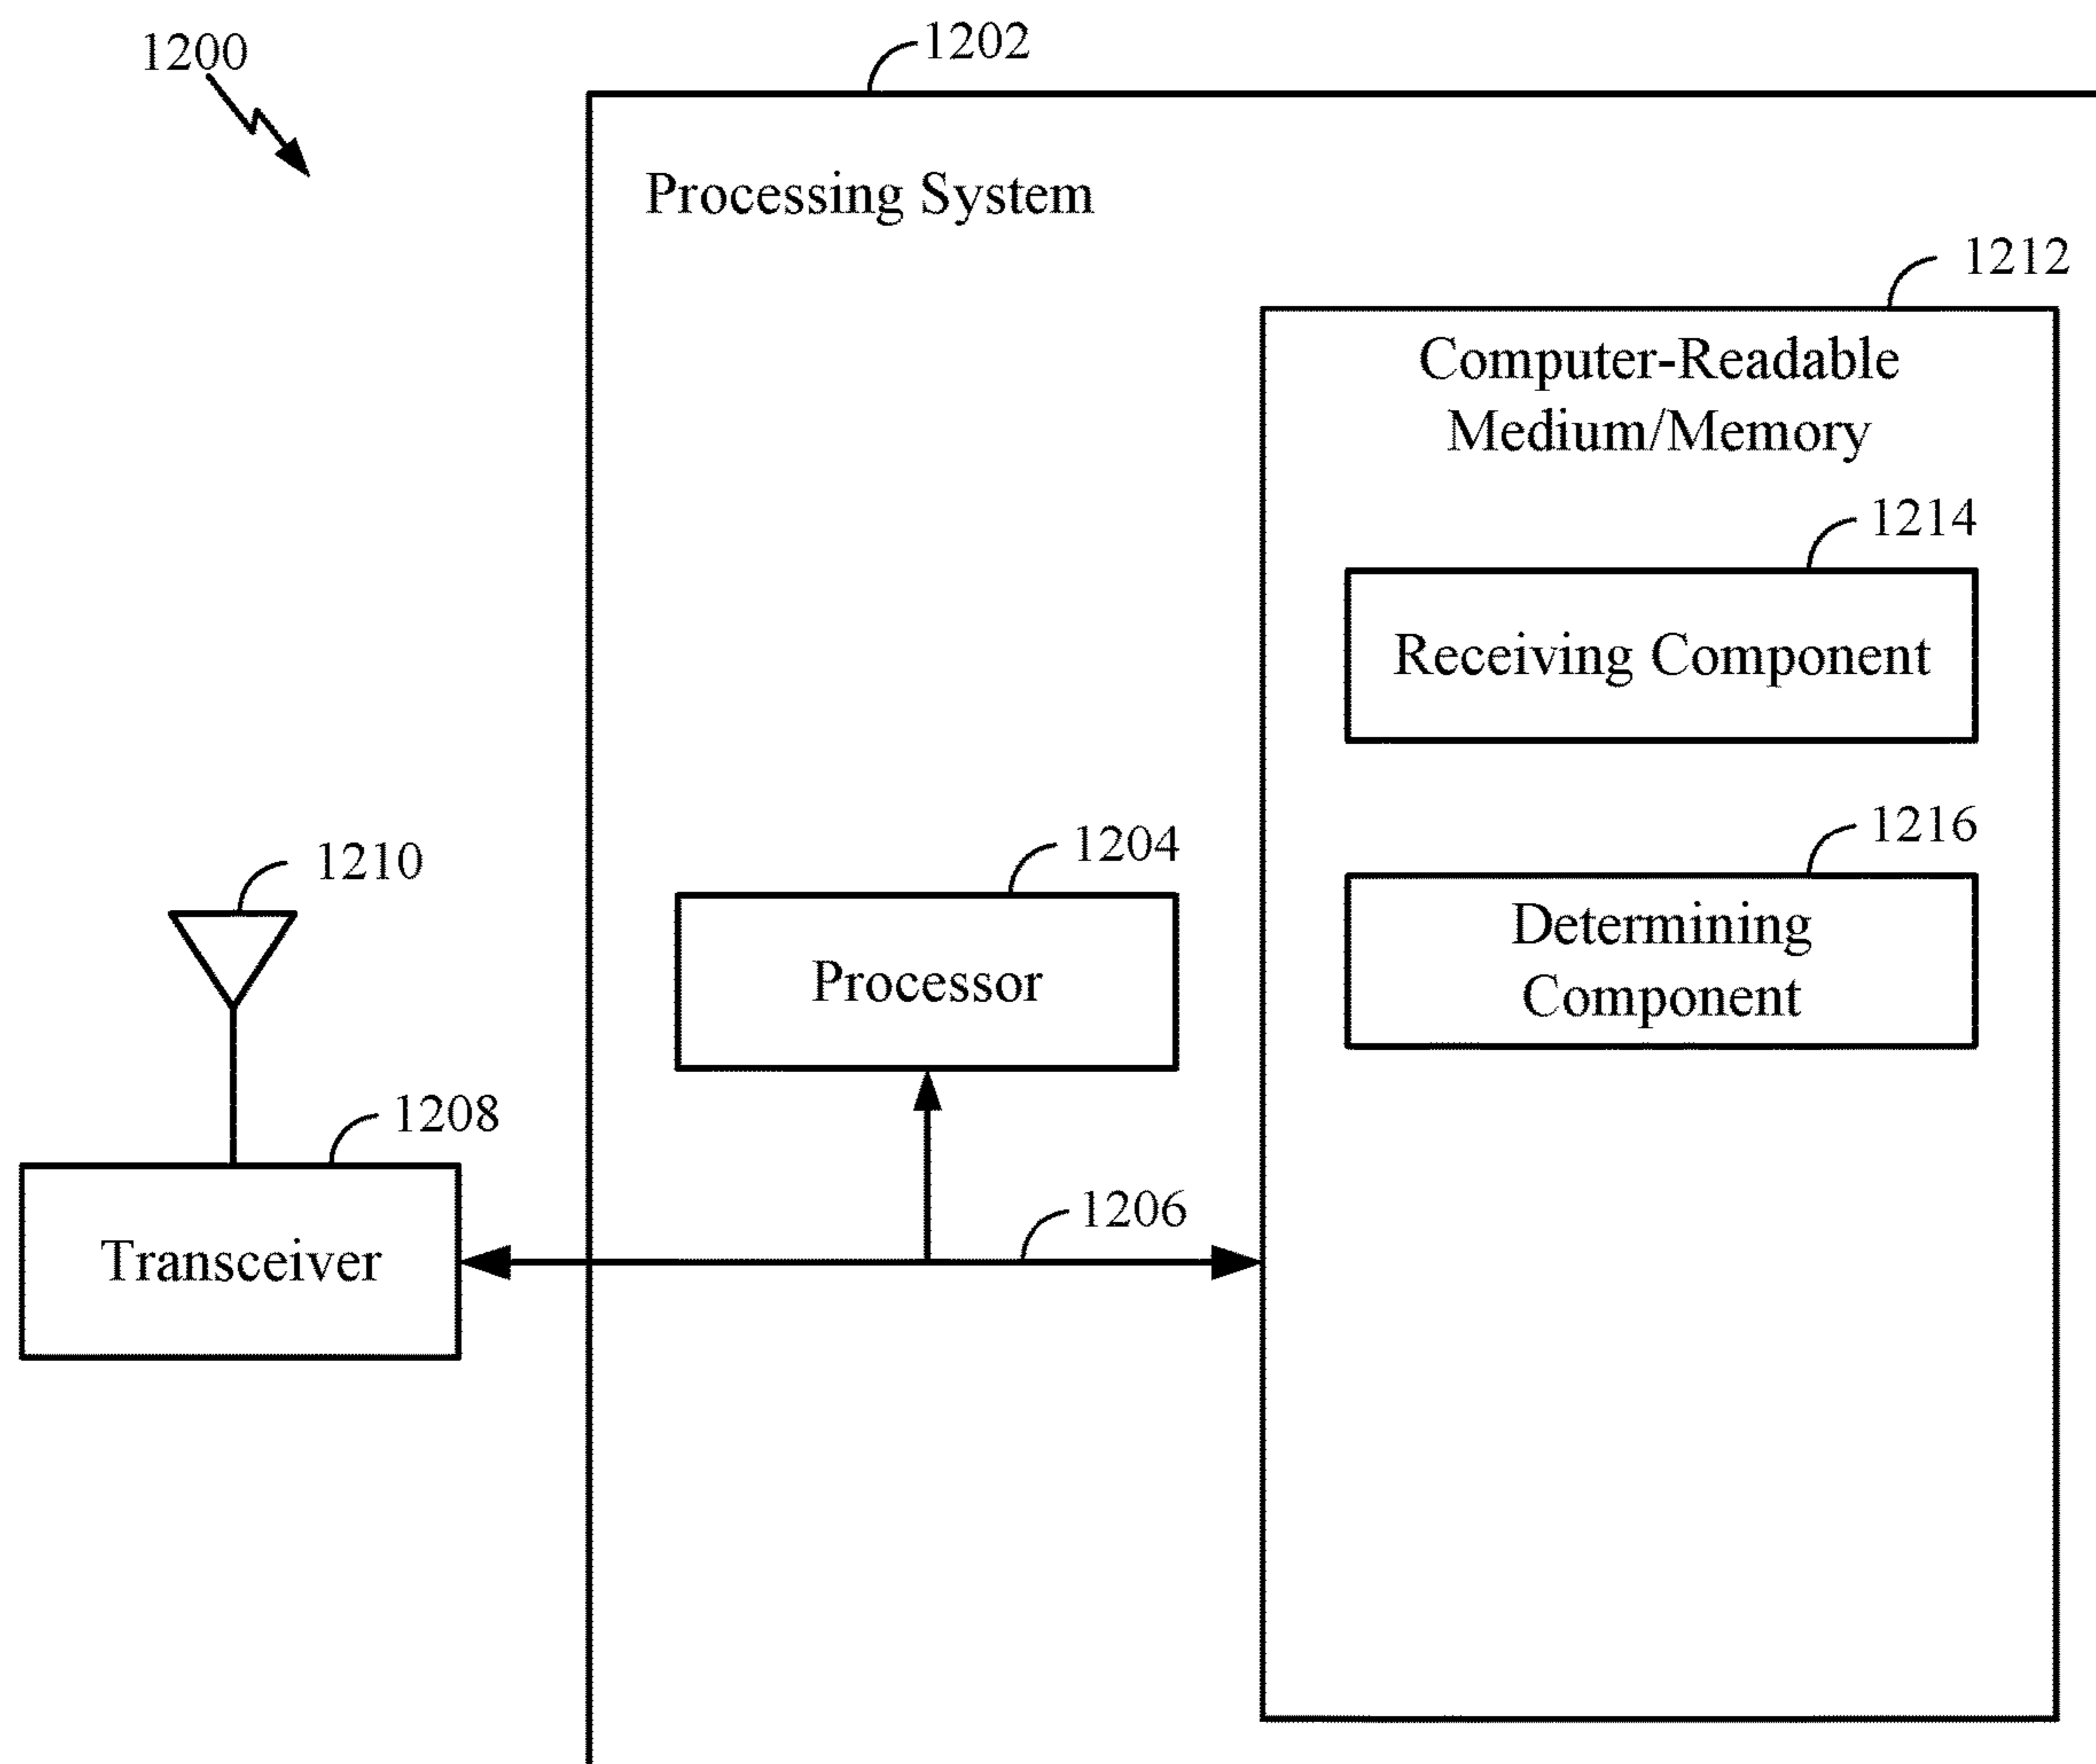 1200
1202
Processing System
1212
Computer-Readable
Medium/Memory
1214
Receiving Component
1216
Determining
Component
1204
Processor
1210
1208
Transceiver
1206